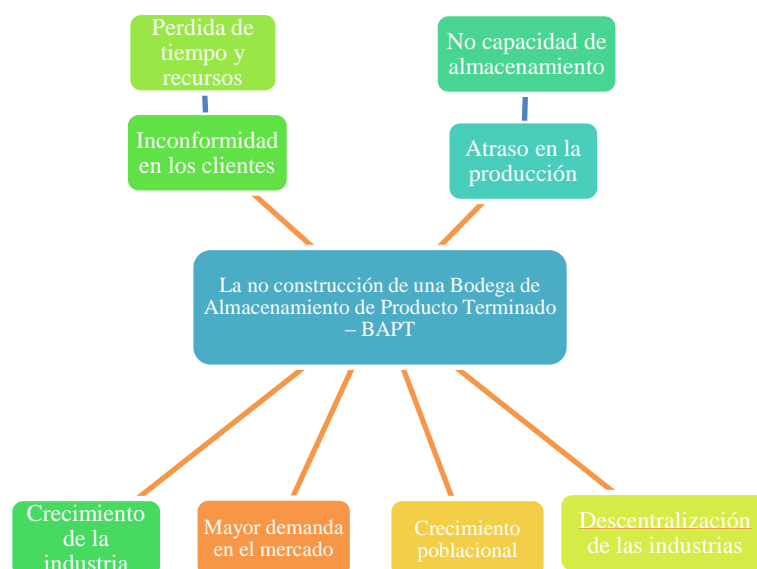 Perdida de
tiempo y
recursos
No capacidad de
almacenamiento
Inconformidad
en los clientes
Atraso en la
producción
La no construcción de una Bodega de
Almacenamiento de Producto Terminado
– BAPT
Crecimiento
de la
industria
Mayor demanda
en el mercado
Crecimiento
poblacional
Descentralización
de las industrias